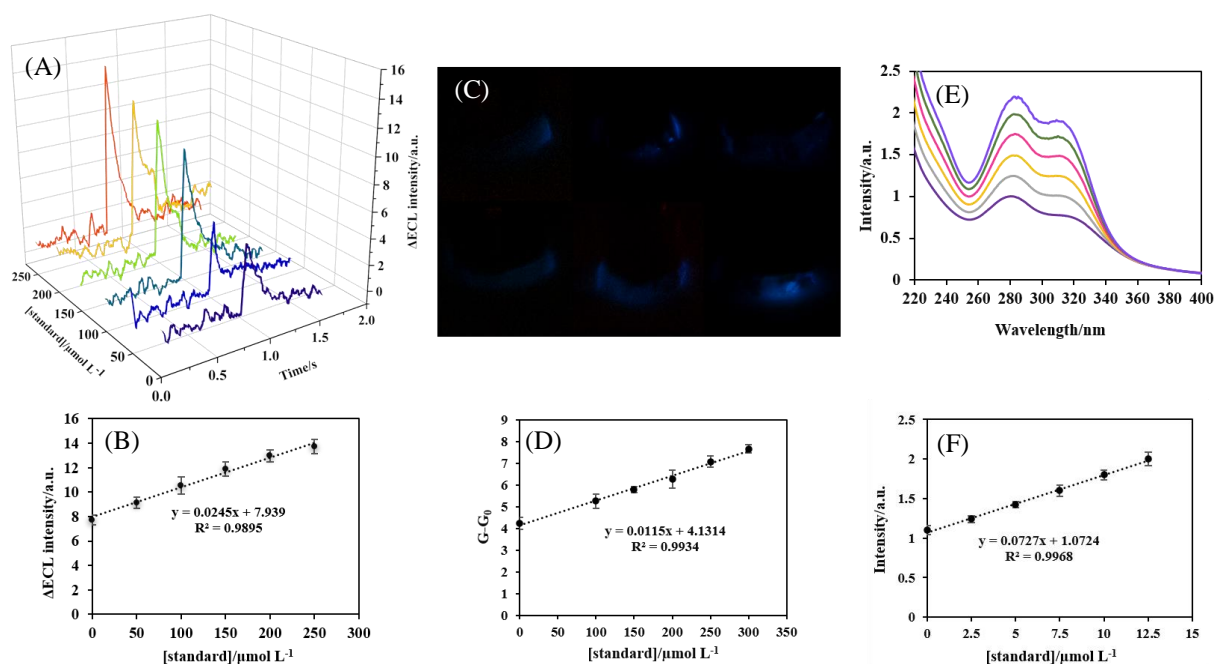 (A)
16
14
12
10
8
6
4
2
0
ΔECL intensity/a.u.
250
200
150
100
50
0
[standard]/µmol L⁻¹
0.0
0.5
1.0
1.5
2.0
Time/s
(C)
(E)
2.5
2
1.5
1
0.5
0
Intensity/a.u.
220 260 280 300 320 340 360 380 400
Wavelength/nm
(B)
16
14
12
10
8
6
4
2
0
ΔECL intensity/a.u.
y = 0.0245x + 7.939
R² = 0.9895
0 50 100 150 200 250 300
[standard]/µmol L⁻¹
(D)
9
8
7
6
5
4
3
2
1
0
G-G₀
y = 0.0115x + 4.1314
R² = 0.9934
0 50 100 150 200 250 300
[standard]/µmol L⁻¹
(F)
2.5
2
1.5
1
0.5
0
Intensity/a.u.
y = 0.0727x + 1.0724
R² = 0.9968
0 2.5 5 7.5 10 12.5 15
[standard]/µmol L⁻¹